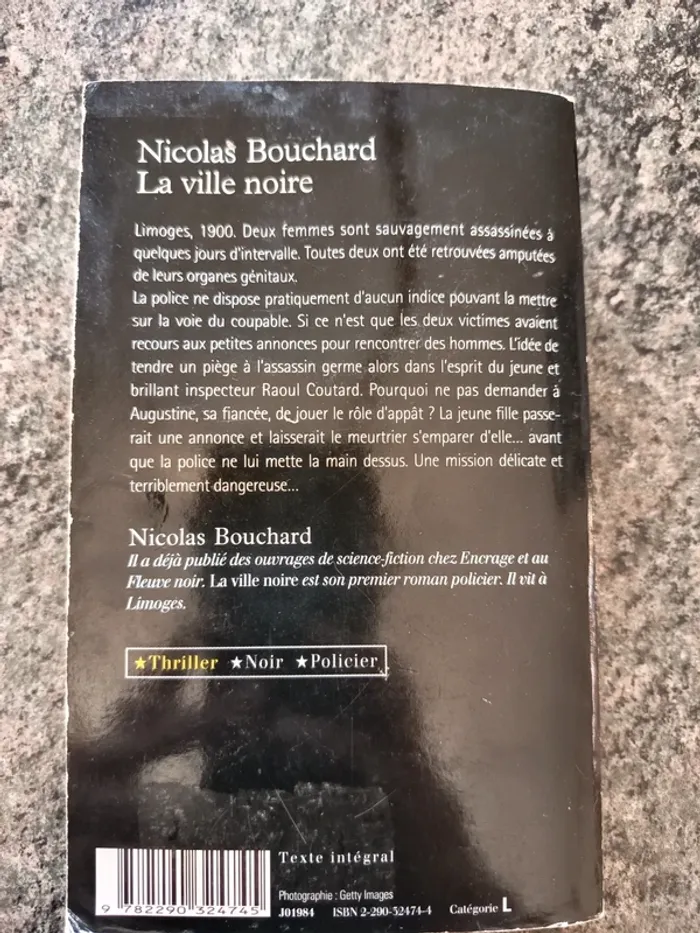 Nicolas Bouchard
La ville noire
Limoges, 1900. Deux femmes sont sauvagement assassinées à
quelques jours d'intervalle. Toutes deux ont été retrouvées amputées
de leurs organes génitaux.
La police ne dispose pratiquement d'aucun indice pouvant la mettre
sur la voie du coupable. Si ce n'est que les deux victimes avaient
recours aux petites annonces pour rencontrer des hommes. L'idée de
tendre un piège à l'assassin germe alors dans l'esprit du jeune et
brillant inspecteur Raoul Coutard. Pourquoi ne pas demander à
Augustine, sa fiancée, de jouer le rôle d'appât ? La jeune fille passe-
rait une annonce et laisserait le meurtrier s'emparer d'elle... avant
que la police ne lui mette la main dessus. Une mission délicate et
terriblement dangereuse...
Nicolas Bouchard
Il a déjà publié des ouvrages de science-fiction chez Encrage et au
Fleuve noir. La ville noire est son premier roman policier. Il vit à
Limoges.
★Thriller ★Noir ★Policier
Texte intégral
Photographie : Getty Images
J01984 ISBN 2-290-32474-4 Catégorie L
9 782290 324745